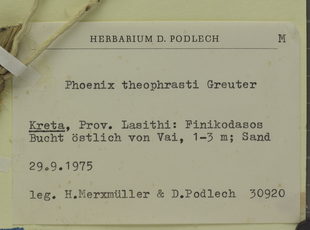 HERBARIUM D. PODLECH M
Phoenix theophrasti Greuter
Kreta, Prov. Lasithi: Finikodasos
Bucht östlich von Vai, 1-3 m; Sand
29.9.1975
leg. H.Merxmüller & D.Podlech 30920